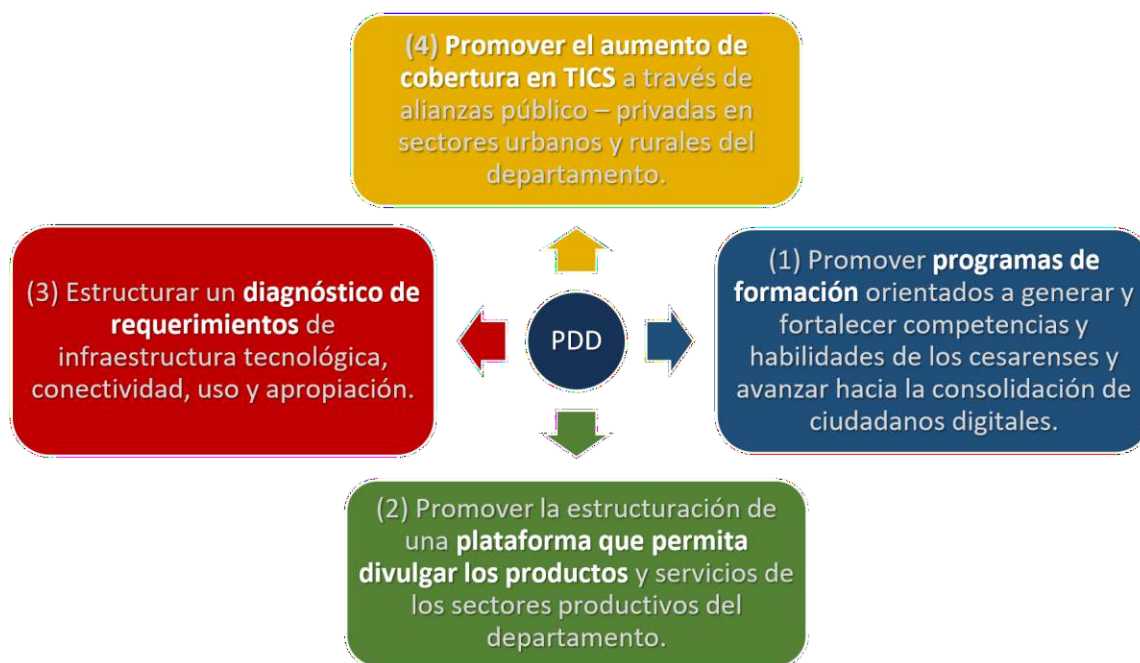 (4) Promover el aumento de
cobertura en TICS a través de
alianzas público – privadas en
sectores urbanos y rurales del
departamento.
(3) Estructurar un diagnóstico de
requerimientos de
infraestructura tecnológica,
conectividad, uso y apropiación.
PDD
(1) Promover programas de
formación orientados a generar y
fortalecer competencias y
habilidades de los cesarenses y
avanzar hacia la consolidación de
ciudadanos digitales.
(2) Promover la estructuración de
una plataforma que permita
divulgar los productos y servicios de
los sectores productivos del
departamento.